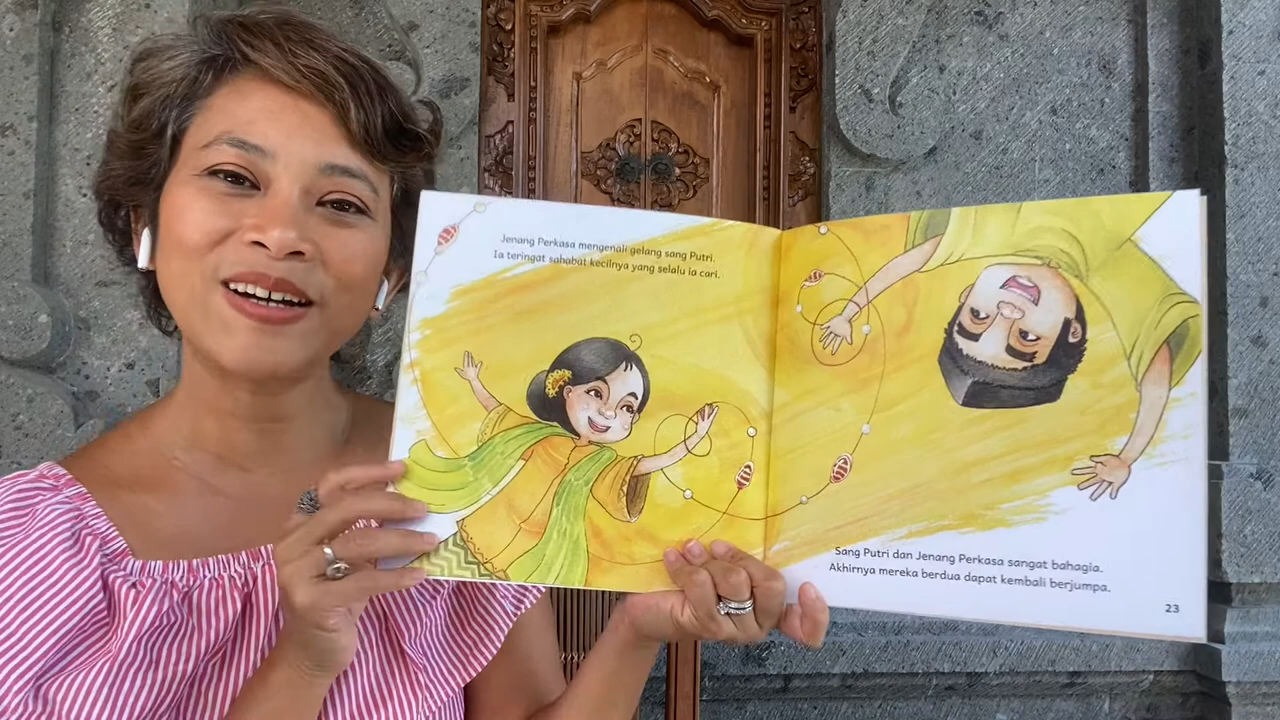 Jenang Perkasa mengenali gelang sang Putri.
Ia teringat sahabat kecilnya yang selalu ia cari.
Sang Putri dan Jenang Perkasa sangat bahagia.
Akhirnya mereka berdua dapat kembali berjumpa.
23